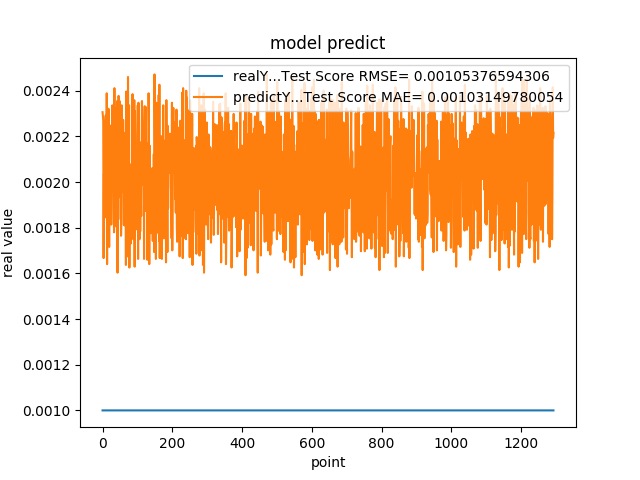 model predict
realY...Test Score RMSE= 0.00105376594306
predictY...Test Score MAE= 0.00103149780054
0.0024
0.0022
0.0020
0.0018
0.0016
0.0014
0.0012
0.0010
real value
0 200 400 600 800 1000 1200
point